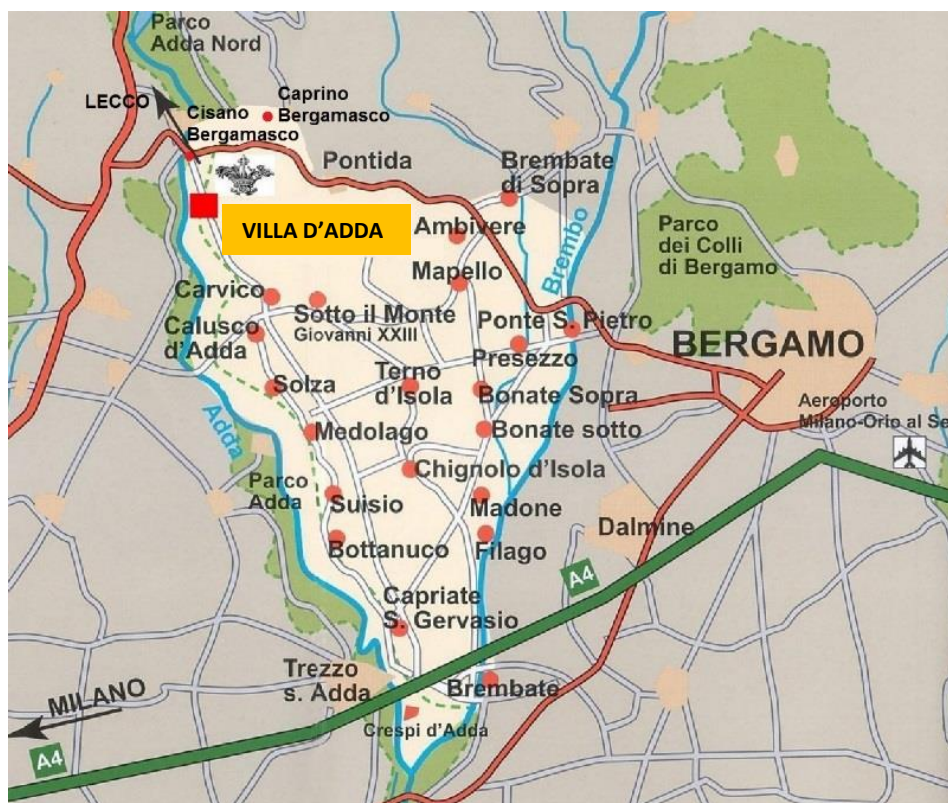 Parco
Adda Nord
LECCO
Cisano
Bergamasco
Caprino
Bergamasco
Pontida
Brembate
di Sopra
VILLA D’ADDA
Ambivere
Mapello
Brembo
Parco
dei Colli
di Bergamo
Carvico
Sotto il Monte
Giovanni XXIII
Calusco
d'Adda
Ponte S. Pietro
Presezzo
BERGAMO
Solza
Terno
d'Isola
Bonate Sopra
Aeroporto
Milano-Orio al Se
Adda
Medolago
Bonate sotto
Chignolo d'Isola
Parco
Adda
Suisio
Madone
Dalmine
Bottanuco
Filago
A4
Capriate
S. Gervasio
Trezzo
s. Adda
Brembate
MILANO
Crespi d'Adda
A4